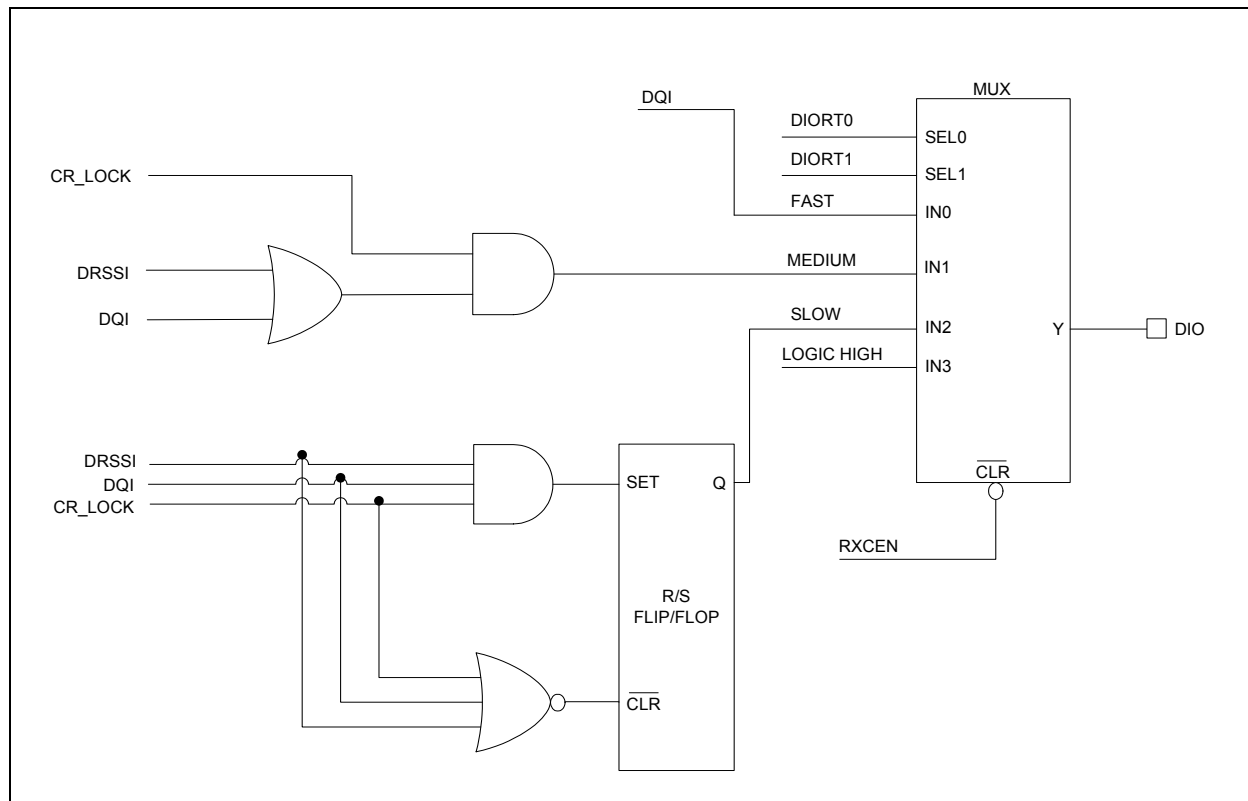 MUX
DQI
DIORT0
SEL0
DIORT1
SEL1
CR_LOCK
FAST
IN0
DRSSI
MEDIUM
IN1
DQI
SLOW
IN2
Y
DIO
LOGIC HIGH
IN3
DRSSI
DQI
CR_LOCK
SET
Q
CLR
RXCEN
R/S
FLIP/FLOP
CLR